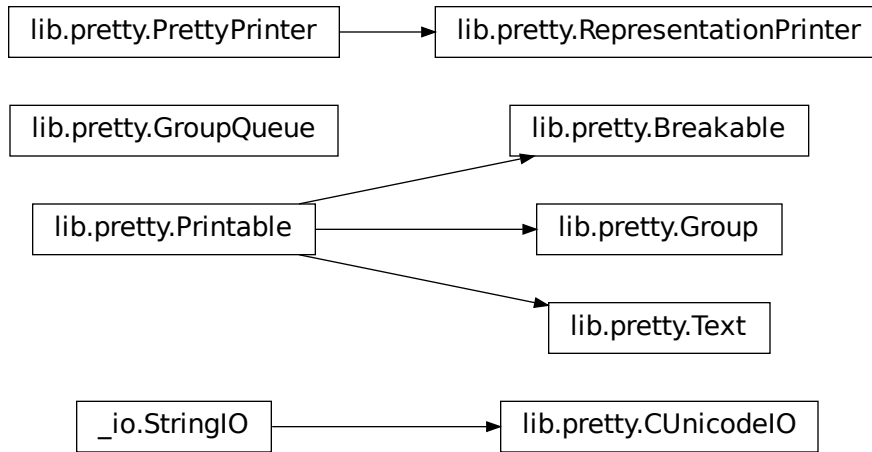 lib.pretty.PrettyPrinter
lib.pretty.RepresentationPrinter
lib.pretty.GroupQueue
lib.pretty.Breakable
lib.pretty.Printable
lib.pretty.Group
lib.pretty.Text
_io.StringIO
lib.pretty.CUnicodeIO